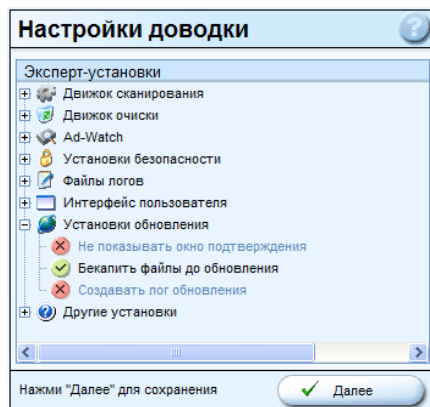 Настройки доводки
Эксперт-установки
Движок сканирования
Движок очиски
Ad-Watch
Установки безопасности
Файлы логов
Интерфейс пользователя
Установки обновления
Не показывать окно подтверждения
Бекапить файлы до обновления
Создавать лог обновления
Другие установки
Нажми "Далее" для сохранения
Далее